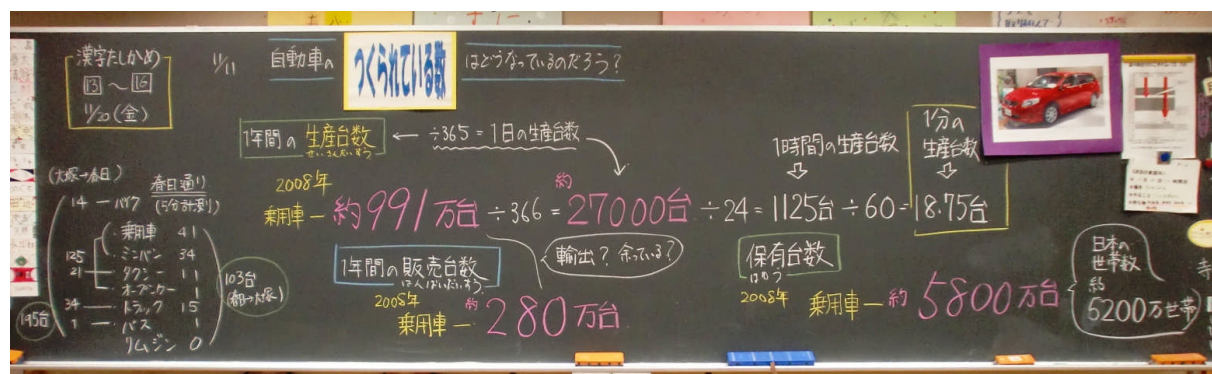 漢字たしかめ
13〜16
11/20(金)
11/11
自動車の
つくられている数
はどうなっているのだろう?
1年間の生産台数
せいさんだいすう
← ÷365=1日の生産台数
2008年
乗用車― 約991万台 ÷366= 約27000台 ÷24=1125台÷60=18.75台
1時間の生産台数
⇩
1分の
生産台数
⇩
輸出? 余っている?
1年間の販売台数
はんばいだいすう
2008年
乗用車― 約280万台
保有台数
ほゆう
2008年
乗用車― 約5800万台
日本の
世帯数
約
5200万世帯
(大塚→春日)
春日通り
(5分計測り)
14 ― バイク
乗用車 41
125 ミニバン 34
21 ― タクシー 11
オープンカー 1
34 ― トラック 15
1 ― バス 1
リムジン 0
195台
103台
(春日→大塚)